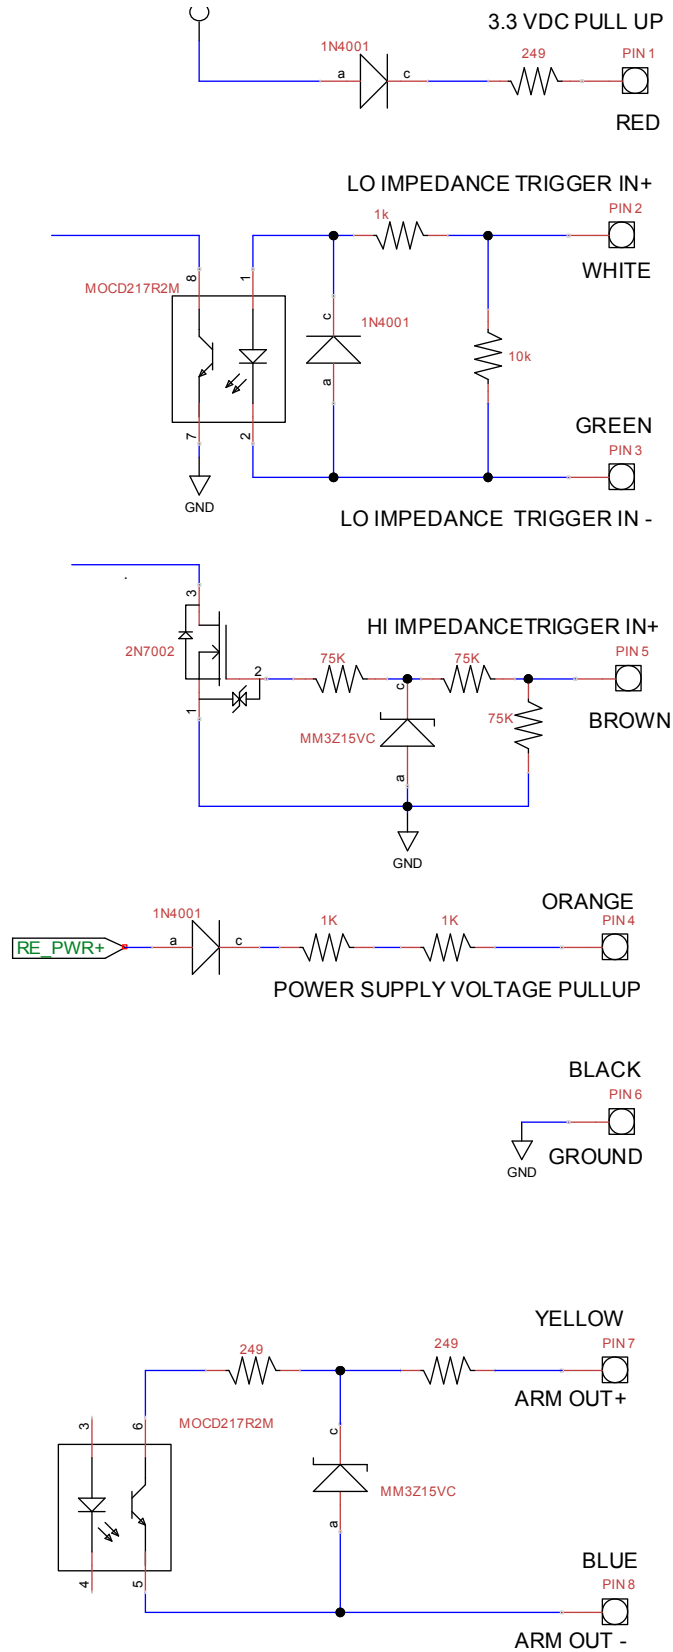 3.3 VDC PULL UP
1N4001
249
PIN 1
a
c
RED
LO IMPEDANCE TRIGGER IN+
1k
PIN 2
WHITE
8
1
MOCD217R2M
c
1N4001
10k
a
7
2
GREEN
PIN 3
GND
LO IMPEDANCE TRIGGER IN -
3
HI IMPEDANCETRIGGER IN+
2N7002
2
75K
75K
PIN 5
c
1
MM3Z15VC
75K
BROWN
a
GND
1N4001
1K
1K
ORANGE
PIN 4
RE_PWR+
a
c
POWER SUPPLY VOLTAGE PULLUP
BLACK
PIN 6
GND
GROUND
YELLOW
249
249
PIN 7
ARM OUT+
3
6
MOCD217R2M
c
MM3Z15VC
a
4
5
BLUE
PIN 8
ARM OUT -